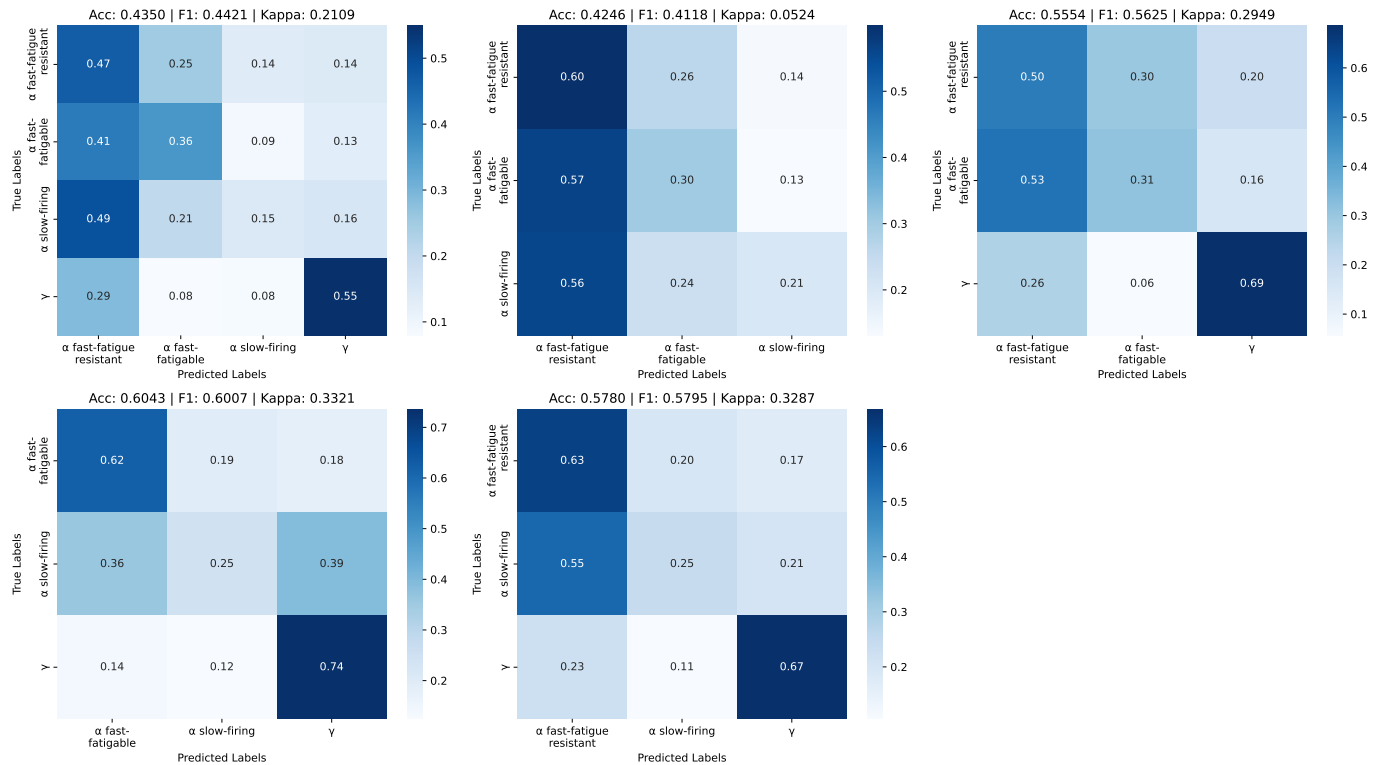 Acc: 0.4350 | F1: 0.4421 | Kappa: 0.2109
True Labels
α fast-fatigue
resistant
α fast-
fatigable
α slow-firing
γ
0.47 0.25 0.14 0.14
0.41 0.36 0.09 0.13
0.49 0.21 0.15 0.16
0.29 0.08 0.08 0.55
α fast-fatigue
resistant
α fast-
fatigable
α slow-firing
γ
Predicted Labels
0.5
0.4
0.3
0.2
0.1
Acc: 0.4246 | F1: 0.4118 | Kappa: 0.0524
True Labels
α fast-fatigue
resistant
α fast-
fatigable
α slow-firing
0.60 0.26 0.14
0.57 0.30 0.13
0.56 0.24 0.21
α fast-fatigue
resistant
α fast-
fatigable
α slow-firing
Predicted Labels
0.5
0.4
0.3
0.2
Acc: 0.5554 | F1: 0.5625 | Kappa: 0.2949
True Labels
α fast-fatigue
resistant
α fast-
fatigable
γ
0.50 0.30 0.20
0.53 0.31 0.16
0.26 0.06 0.69
α fast-fatigue
resistant
α fast-
fatigable
γ
Predicted Labels
0.6
0.5
0.4
0.3
0.2
0.1
Acc: 0.6043 | F1: 0.6007 | Kappa: 0.3321
True Labels
α fast-
fatigable
α slow-firing
γ
0.62 0.19 0.18
0.36 0.25 0.39
0.14 0.12 0.74
α fast-
fatigable
α slow-firing
γ
Predicted Labels
0.7
0.6
0.5
0.4
0.3
0.2
Acc: 0.5780 | F1: 0.5795 | Kappa: 0.3287
True Labels
α fast-fatigue
resistant
α slow-firing
γ
0.63 0.20 0.17
0.55 0.25 0.21
0.23 0.11 0.67
α fast-fatigue
resistant
α slow-firing
γ
Predicted Labels
0.6
0.5
0.4
0.3
0.2